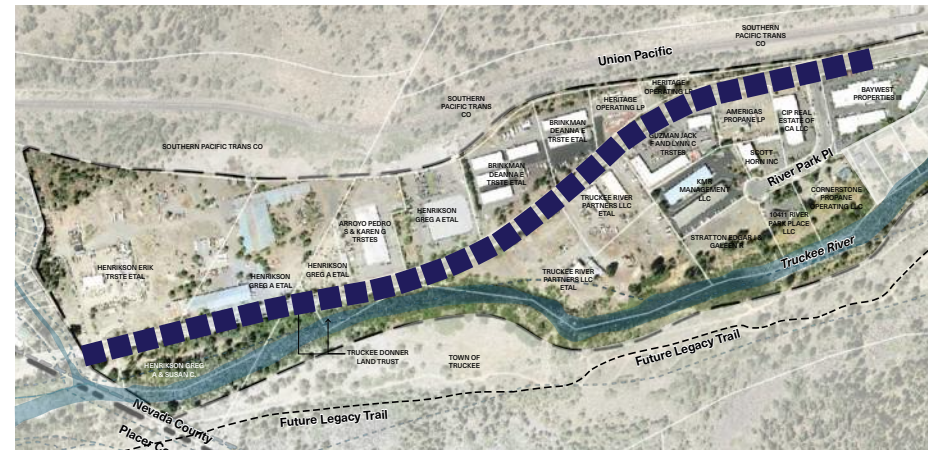 SOUTHERN
PACIFIC TRANS
CO
Union Pacific
SOUTHERN
PACIFIC TRANS
CO
HERITAGE
OPERATING LP
HERITAGE
OPERATING LP
BAYWEST
PROPERTIES III
AMERIGAS
PROPANE LP
CIP REAL
ESTATE OF
CA LLC
BRINKMAN
DEANNA E
TRSTE ETAL
GUZMAN JACK
F AND LYNN C
TRSTES
SOUTHERN PACIFIC TRANS CO
SCOTT
HORN INC
River Park Pl
BRINKMAN
DEANNA E
TRSTE ETAL
KMR
MANAGEMENT
LLC
CORNERSTONE
PROPANE
OPERATING LLC
TRUCKEE RIVER
PARTNERS LLC
ETAL
10411 RIVER
PARK PLACE
LLC
HENRIKSON
GREG A ETAL
ARROYO PEDRO
S & KAREN G
TRSTES
STRATTON EDGAR
GALEEN
Truckee River
HENRIKSON ERIK
TRSTE ETAL
HENRIKSON
GREG A ETAL
HENRIKSON
GREG A ETAL
TRUCKEE RIVER
PARTNERS LLC
ETAL
Future Legacy Trail
HENRIKSON GREG
A & SUSAN C.
TRUCKEE DONNER
LAND TRUST
TOWN OF
TRUCKEE
Nevada County
Future Legacy Trail
Placer